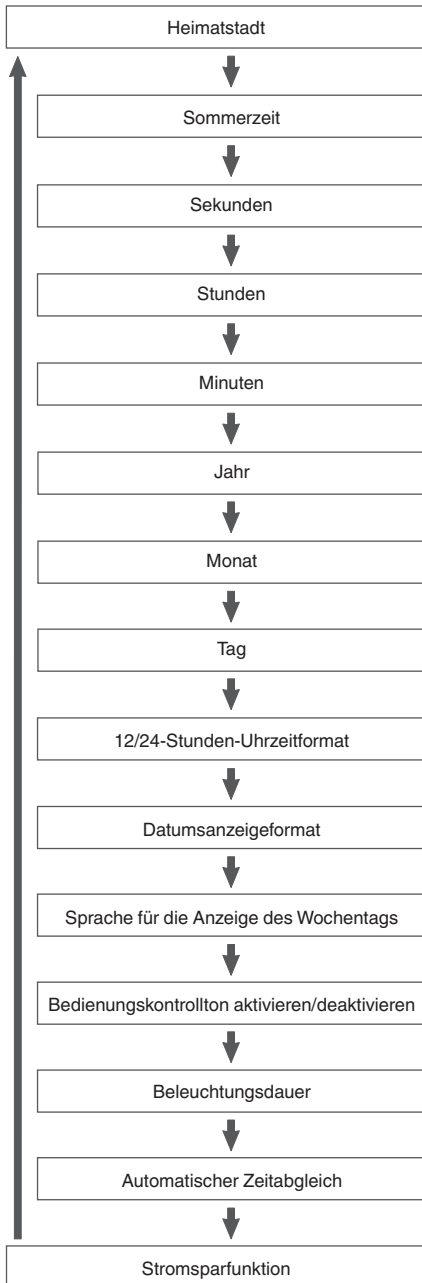 Heimatstadt
Sommerzeit
Sekunden
Stunden
Minuten
Jahr
Monat
Tag
12/24-Stunden-Uhrzeitformat
Datumsanzeigeformat
Sprache für die Anzeige des Wochentags
Bedienungskontrollton aktivieren/deaktivieren
Beleuchtungsdauer
Automatischer Zeitabgleich
Stromsparfunktion